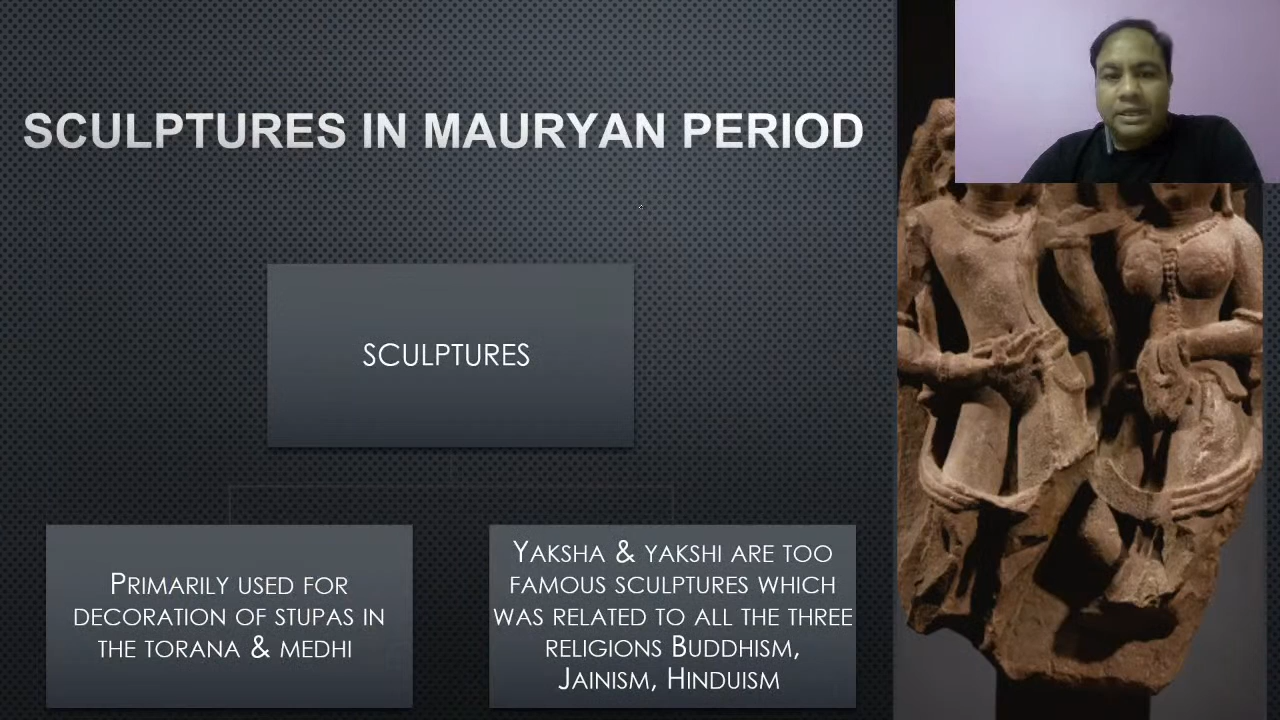 SCULPTURES IN MAURYAN PERIOD
SCULPTURES
PRIMARILY USED FOR
DECORATION OF STUPAS IN
THE TORANA & MEDHI
YAKSHA & YAKSHI ARE TOO
FAMOUS SCULPTURES WHICH
WAS RELATED TO ALL THE THREE
RELIGIONS BUDDHISM,
JAINISM, HINDUISM